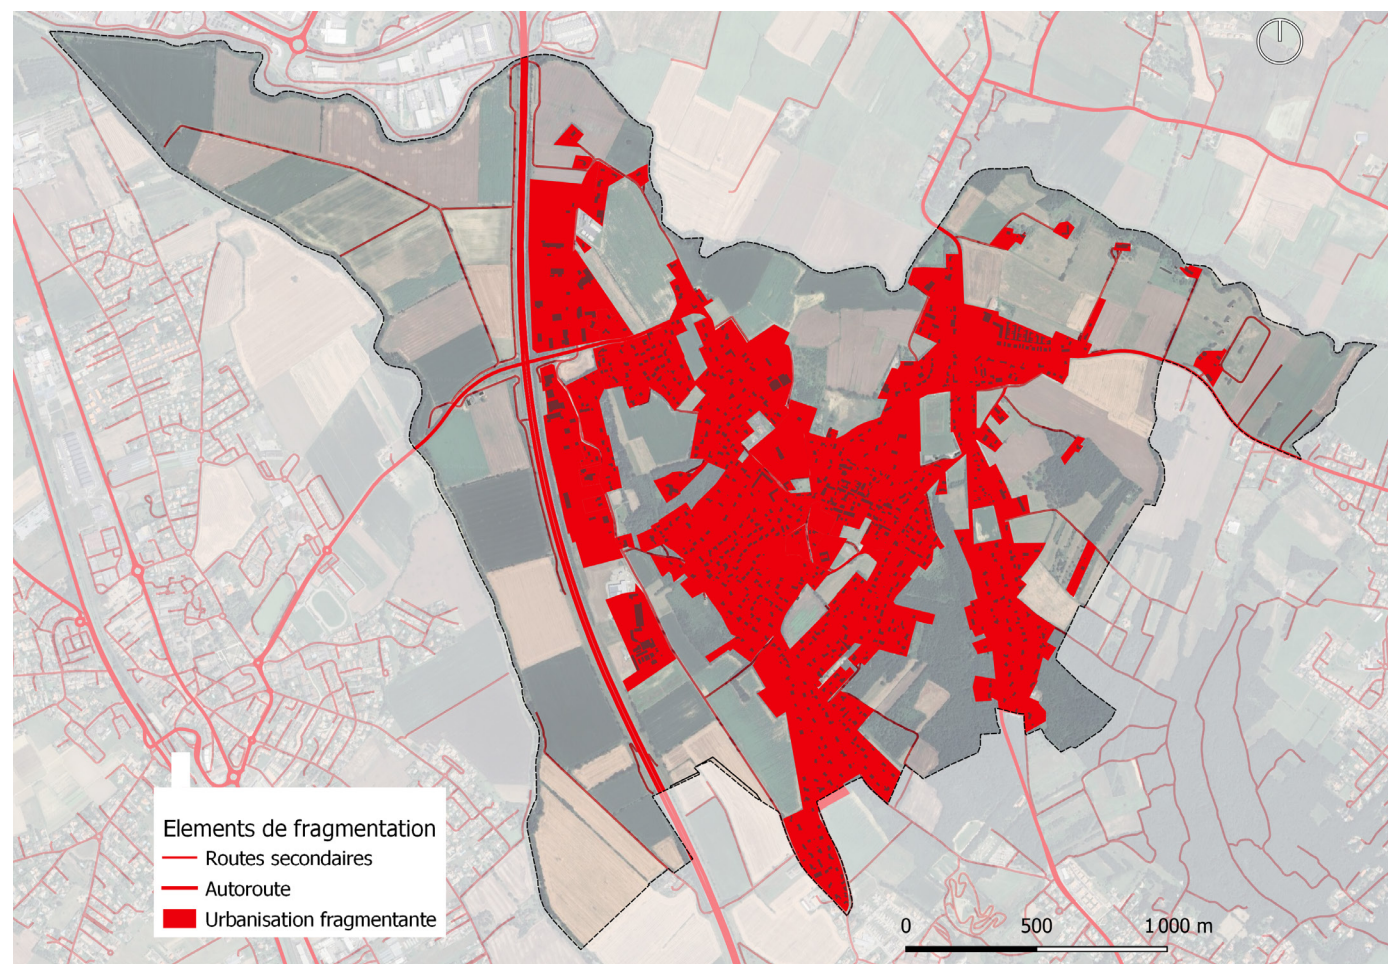 Elements de fragmentation
Routes secondaires
Autoroute
Urbanisation fragmentante
0 500 1 000 m